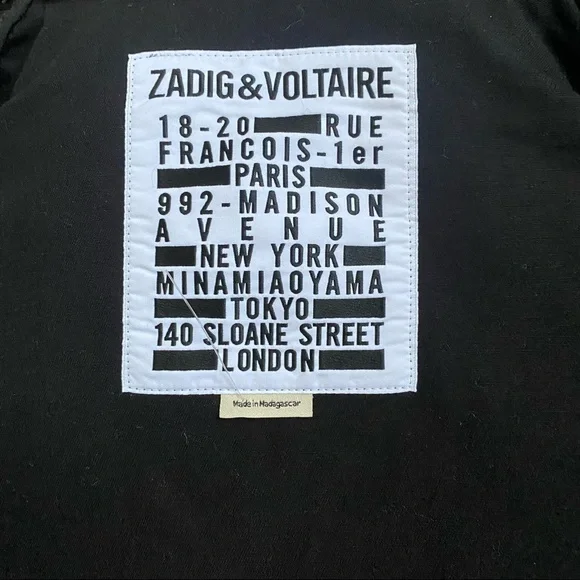 ZADIG&VOLTAIRE
18-20 RUE
FRANCOIS-1er
PARIS
992-MADISON
AVENUE
NEW YORK
MINAMIAOYAMA
TOKYO
140 SLOANE STREET
LONDON
Made in Madagascar